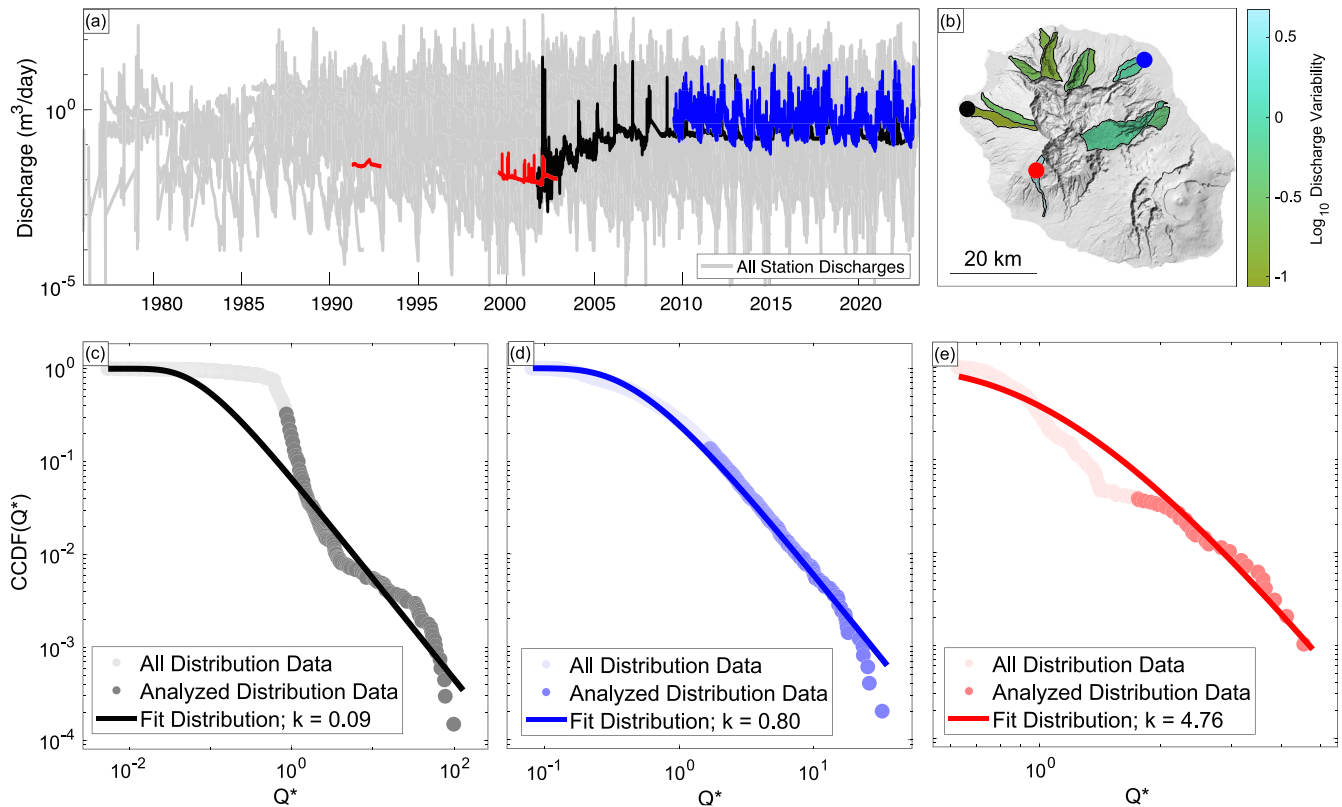 (a)
Discharge (m³/day)
10⁰
10⁻⁵
1980
1985
1990
1995
2000
2005
2010
2015
2020
All Station Discharges
(b)
20 km
0.5
0
-0.5
-1
Log₁₀ Discharge Variability
(c)
CCDF(Q*)
10⁰
10⁻¹
10⁻²
10⁻³
10⁻⁴
All Distribution Data
Analyzed Distribution Data
Fit Distribution; k = 0.09
10⁻²
10⁰
10²
Q*
(d)
All Distribution Data
Analyzed Distribution Data
Fit Distribution; k = 0.80
10⁻¹
10⁰
10¹
Q*
(e)
All Distribution Data
Analyzed Distribution Data
Fit Distribution; k = 4.76
10⁰
Q*